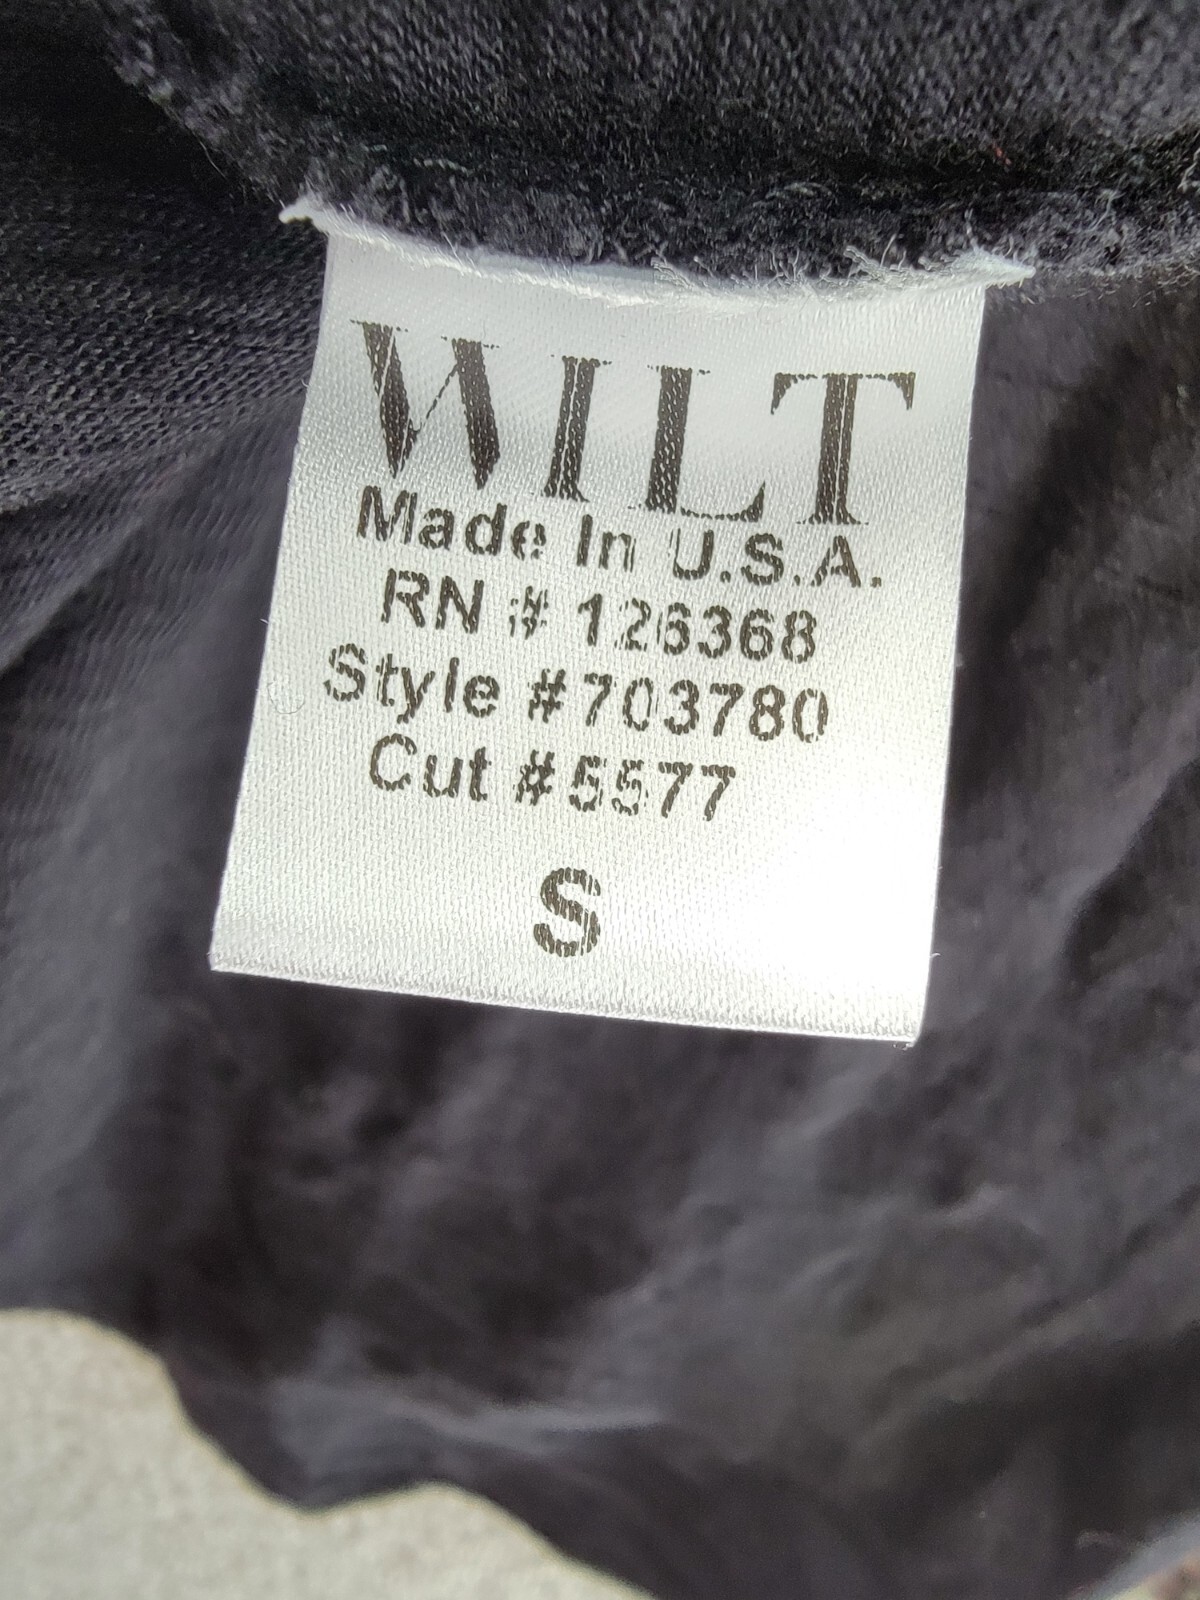 WILT
Made In U.S.A.
RN # 126368
Style #703780
Cut #5577
S